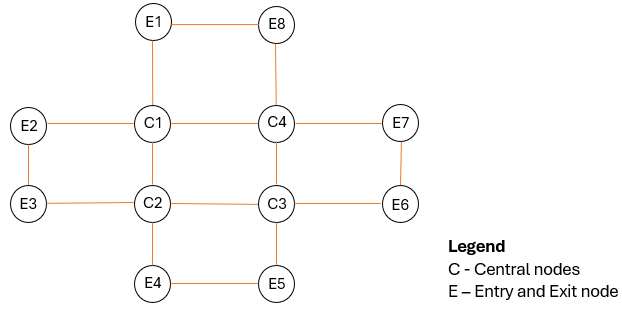 E1
E8
E2
C1
C4
E7
E3
C2
C3
E6
E4
E5
Legend
C - Central nodes
E – Entry and Exit node